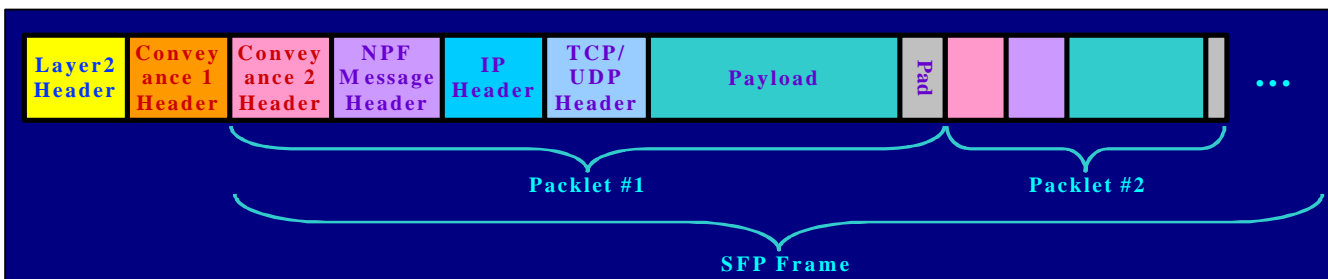 Layer2
Header
Convey
ance 1
Header
Convey
ance 2
Header
NPF
Message
Header
IP
Header
TCP/
UDP
Header
Payload
Pad
...
Packlet #1
Packlet #2
SFP Frame